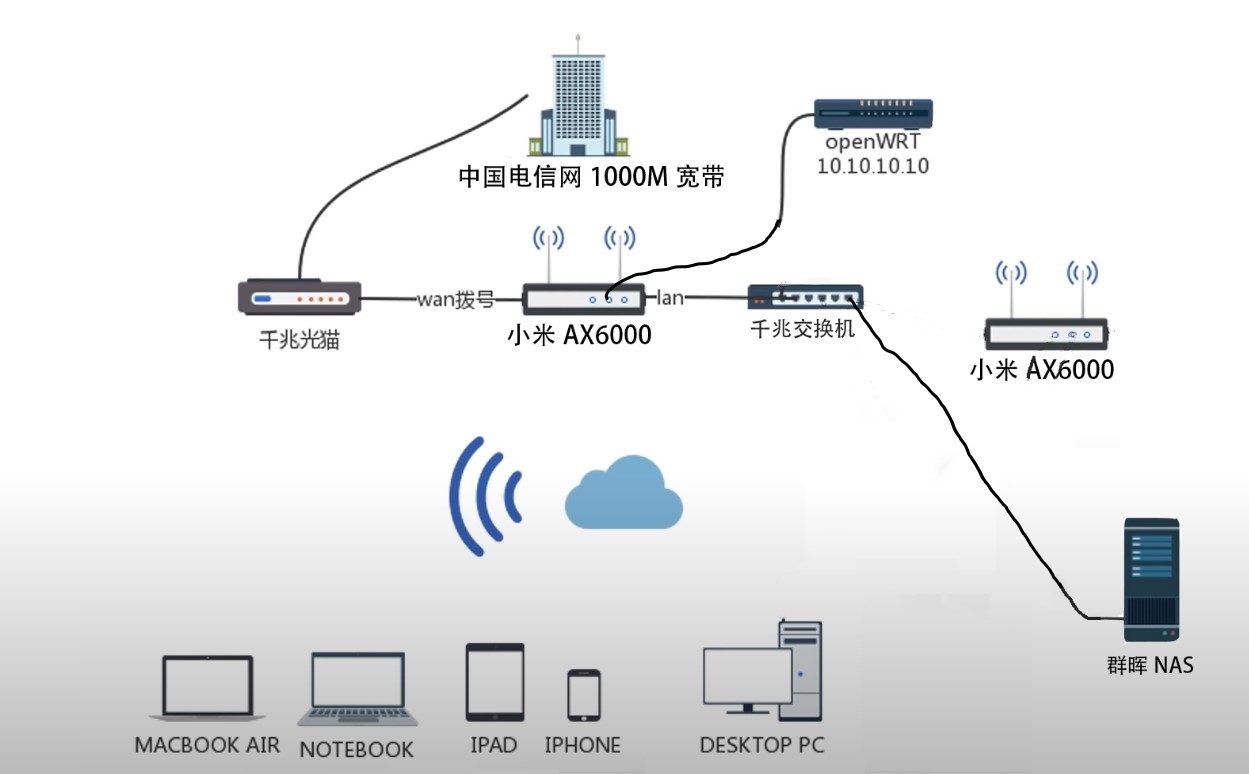 中国电信网 1000M 宽带
openWRT
10.10.10.10
wan拨号
lan
千兆光猫
小米 AX6000
千兆交换机
小米 AX6000
群晖 NAS
MACBOOK AIR
NOTEBOOK
IPAD
IPHONE
DESKTOP PC